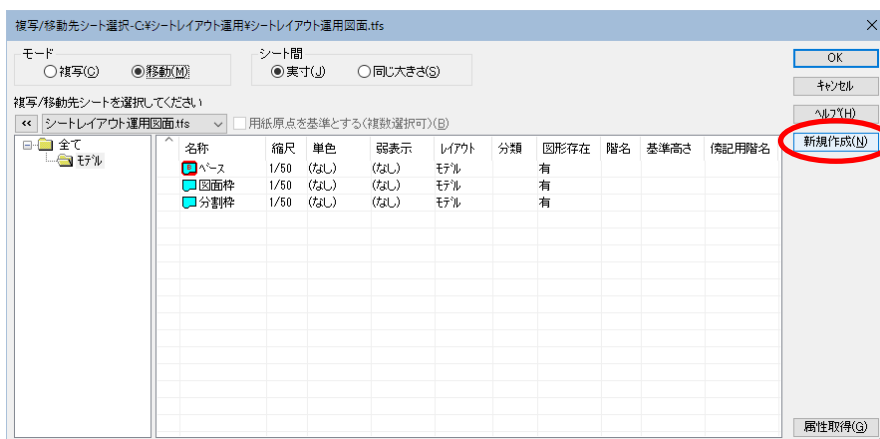 複写/移動先シート選択-C:¥シートレイアウト運用¥シートレイアウト運用図面.tfs
モード
複写(C) 移動(M)
シート間
実寸(J) 同じ大きさ(S)
OK
キャンセル
ヘルプ(H)
新規作成(N)
複写/移動先シートを選択してください
<< シートレイアウト運用図面.tfs 用紙原点を基準とする(複数選択可)(B)
全て
モデル
名称 縮尺 単色 弱表示 レイアウト 分類 図形存在 階名 基準高さ 傍記用階名
ベース 1/50 (なし) (なし) モデル 有
図面枠 1/50 (なし) (なし) モデル 有
分割枠 1/50 (なし) (なし) モデル 有
属性取得(G)